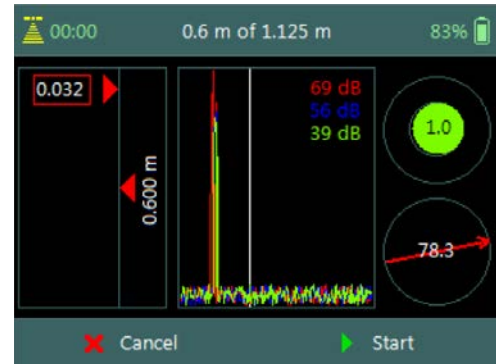 00:00 0.6 m of 1.125 m 83%
0.032
0.600 m
69 dB
56 dB
39 dB
1.0
78.3
Cancel Start